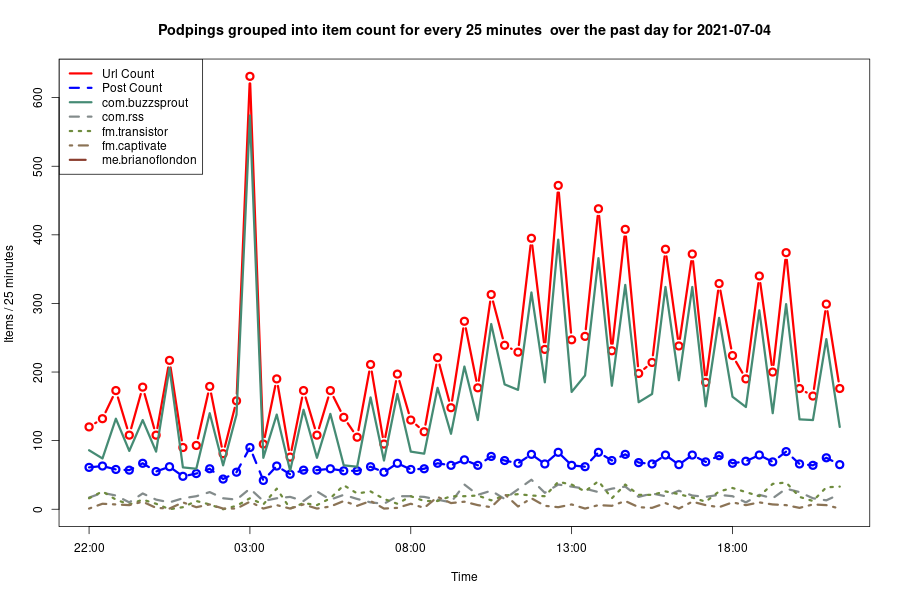 Podpings grouped into item count for every 25 minutes  over the past day for 2021-07-04
Url Count
Post Count
com.buzzsprout
com.rss
fm.transistor
fm.captivate
me.brianoflondon
600
500
400
300
200
100
0
Items / 25 minutes
22:00 03:00 08:00 13:00 18:00
Time